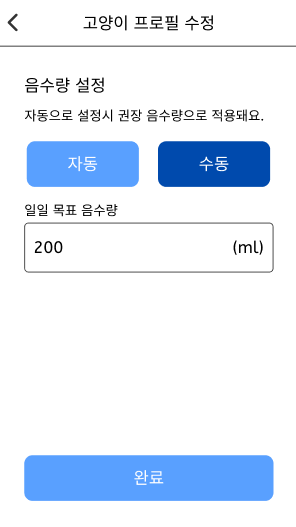 고양이 프로필 수정
음수량 설정
자동으로 설정시 권장 음수량으로 적용돼요.
자동 수동
일일 목표 음수량
200 (ml)
완료